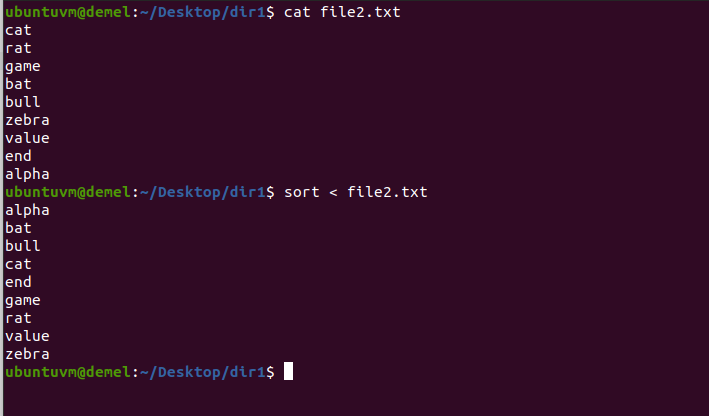 ubuntuvm@demel:~/Desktop/dir1$ cat file2.txt
cat
rat
game
bat
bull
zebra
value
end
alpha
ubuntuvm@demel:~/Desktop/dir1$ sort < file2.txt
alpha
bat
bull
cat
end
game
rat
value
zebra
ubuntuvm@demel:~/Desktop/dir1$